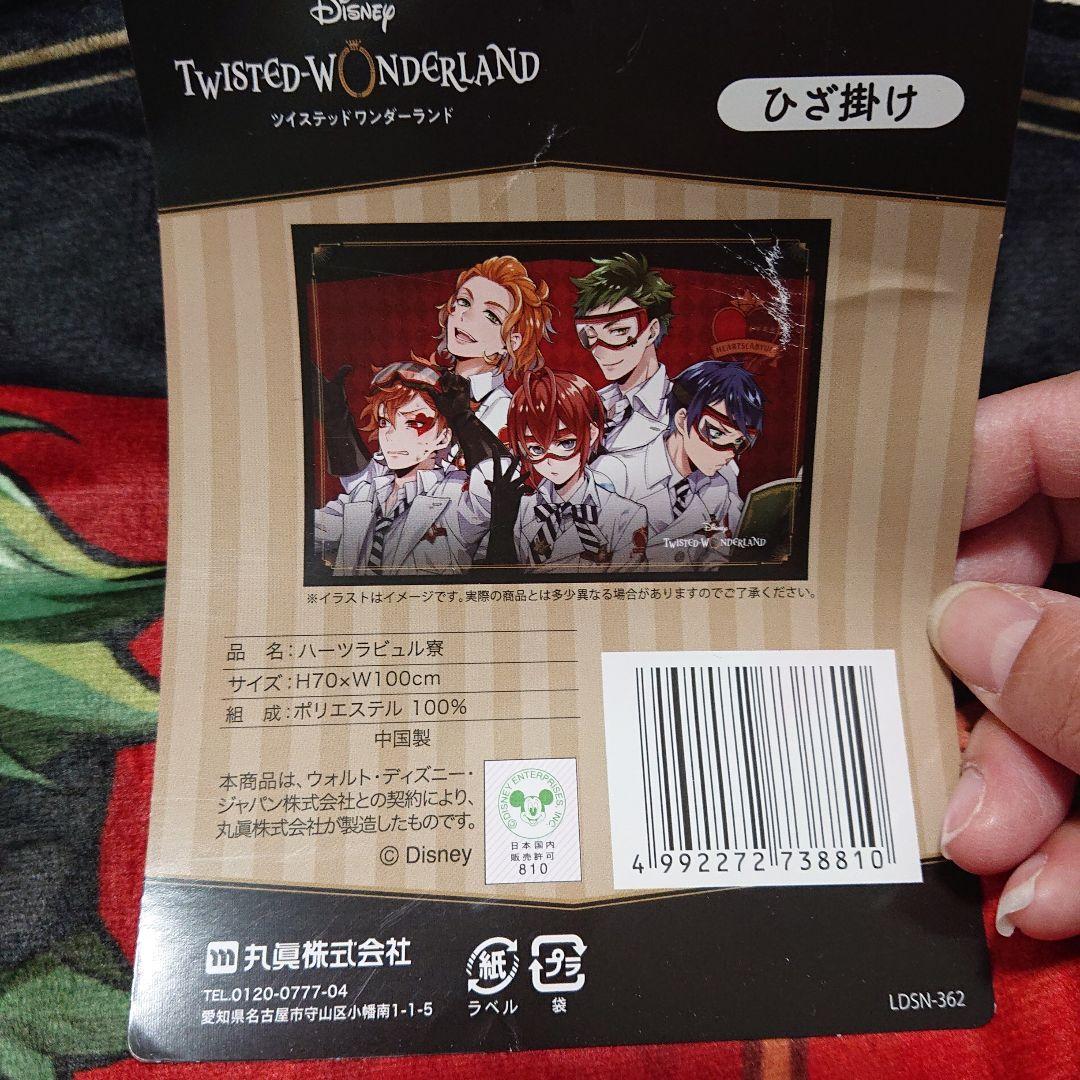 Disney
TWISTED-WONDERLAND
ツイステッドワンダーランド
ひざ掛け
HEARTSLABYUL
Disney
TWISTED-WONDERLAND
※イラストはイメージです。実際の商品とは多少異なる場合がありますのでご了承ください。
品 名:ハーツラビュル寮
サイズ:H70×W100cm
組 成:ポリエステル 100%
中国製
本商品は、ウォルト・ディズニー・
ジャパン株式会社との契約により、
丸眞株式会社が製造したものです。
© Disney
©DISNEY ENTERPRISES, INC.
日本国内
販売許可
810
4 992272 738810
m 丸眞株式会社
TEL.0120-0777-04
愛知県名古屋市守山区小幡南1-1-5
紙
ラベル
プラ
袋
LDSN-362